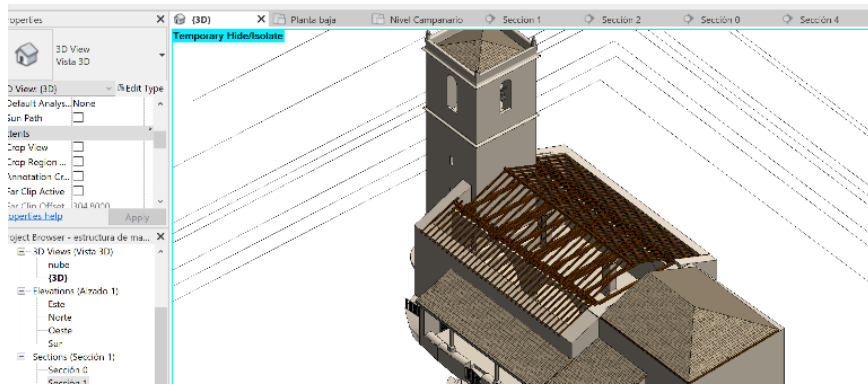 roperties
3D View
Vista 3D
D View: {3D}
Edit Type
Default Analys... None
Sun Path
tents
Crop View
Crop Region ...
Annotation Cr...
Far Clip Active
Far Clip Offset 304.8000
roperties help
Apply
roject Browser - estructura de ma...
3D Views (Vista 3D)
nube
{3D}
Elevations (Alzado 1)
Este
Norte
Oeste
Sur
Sections (Sección 1)
Sección 0
Sección 1
{3D}
Planta baja
Nivel Campanario
Sección 1
Sección 2
Sección 0
Sección 4
Temporary Hide/Isolate